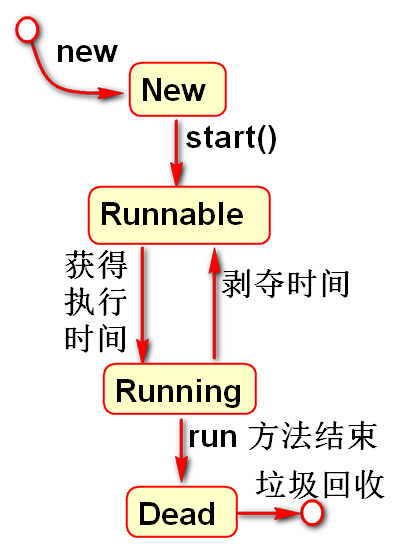 new
New
start()
Runnable
获得
执行
时间
剥夺时间
Running
run 方法结束
垃圾回收
Dead